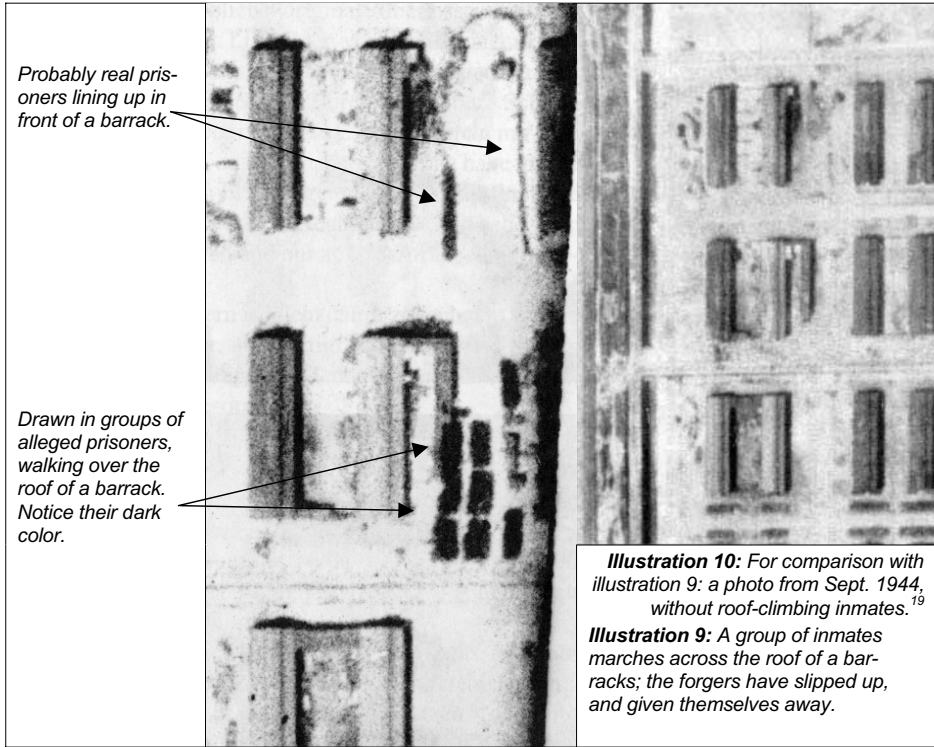 Probably real pris-
oners lining up in
front of a barrack.
Drawn in groups of
alleged prisoners,
walking over the
roof of a barrack.
Notice their dark
color.
Illustration 10: For comparison with
illustration 9: a photo from Sept. 1944,
without roof-climbing inmates.19
Illustration 9: A group of inmates
marches across the roof of a bar-
racks; the forgers have slipped up,
and given themselves away.